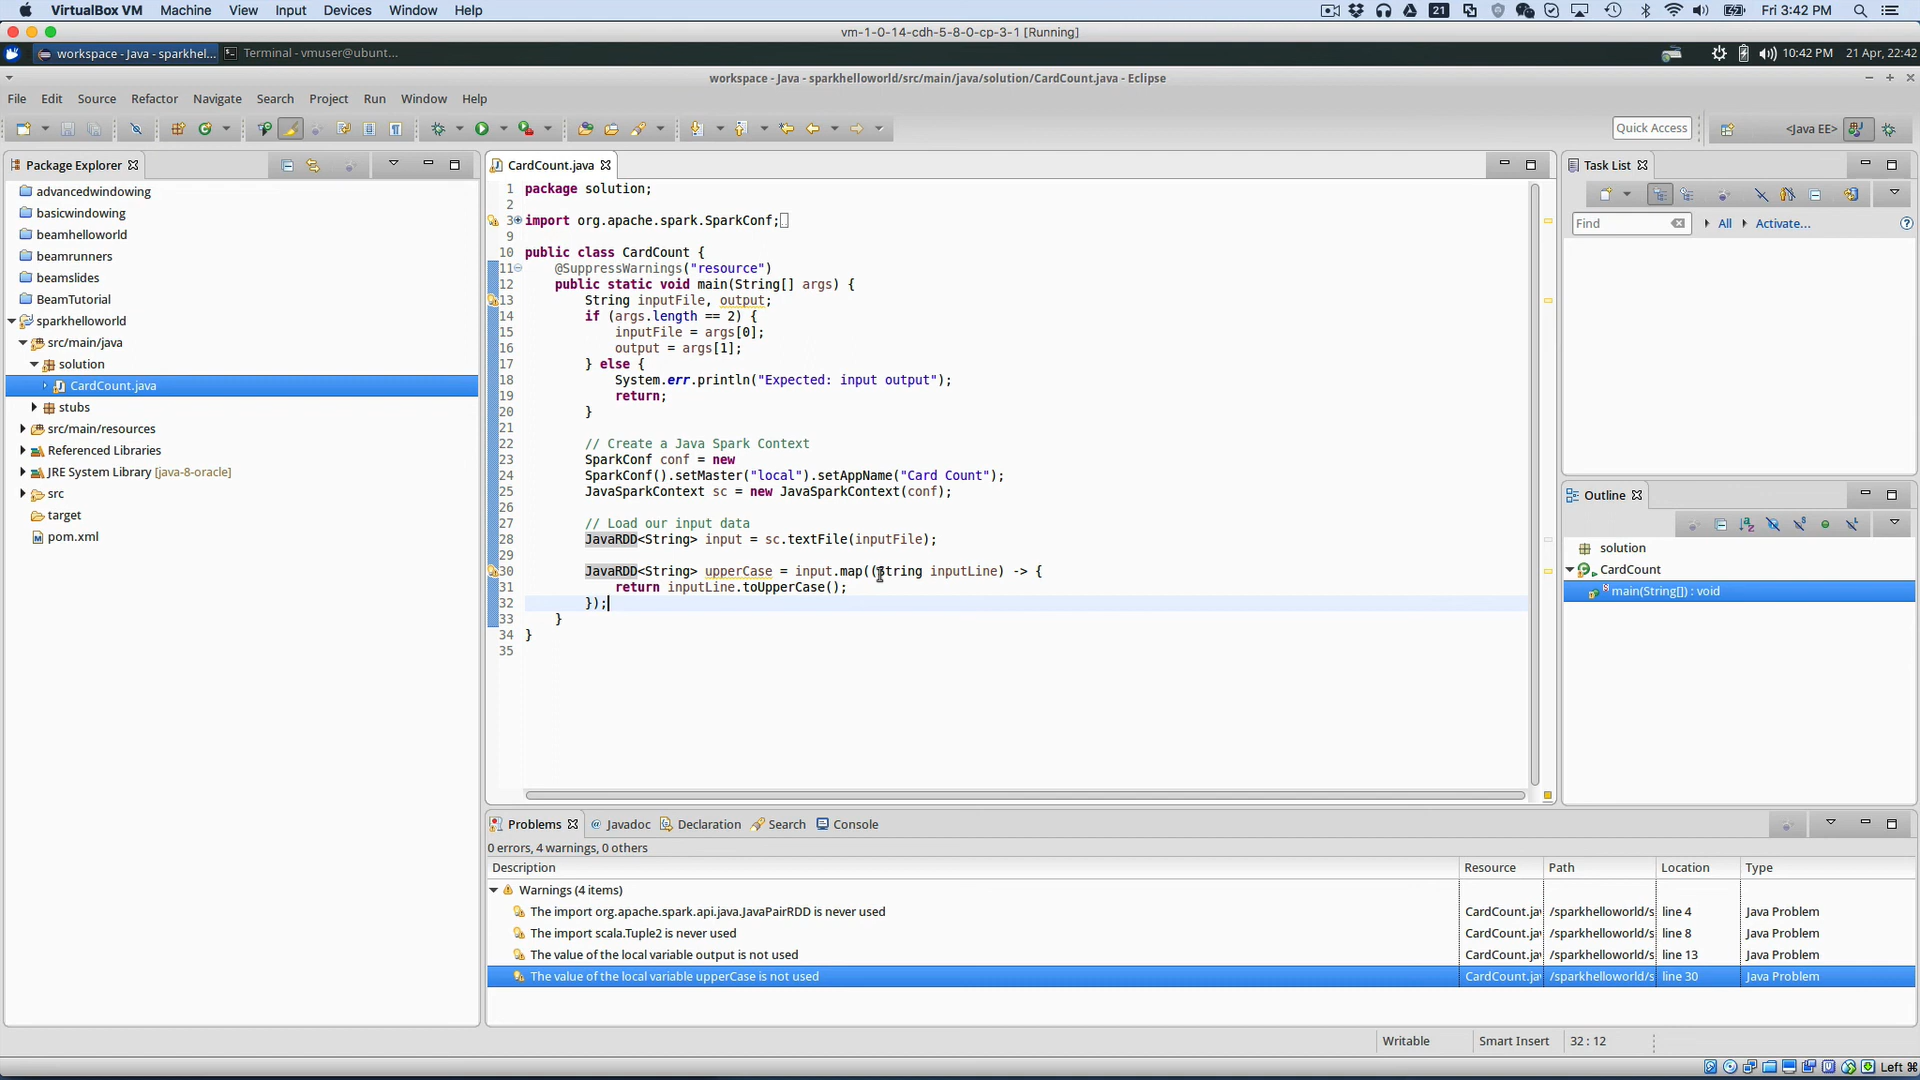 VirtualBox VM Machine View Input Devices Window Help 21 Fri 3:42 PM
vm-1-0-14-cdh-5-8-0-cp-3-1 [Running]
workspace - Java - sparkhel... Terminal - vmuser@ubunt... 10:42 PM 21 Apr, 22:42
workspace - Java - sparkhelloworld/src/main/java/solution/CardCount.java - Eclipse
File Edit Source Refactor Navigate Search Project Run Window Help
Quick Access <Java EE>
Package Explorer
advancedwindowing
basicwindowing
beamhelloworld
beamrunners
beamslides
BeamTutorial
sparkhelloworld
src/main/java
solution
CardCount.java
stubs
src/main/resources
Referenced Libraries
JRE System Library [java-8-oracle]
src
target
pom.xml
CardCount.java
1 package solution;
2
3 import org.apache.spark.SparkConf;
9
10 public class CardCount {
11 @SuppressWarnings("resource")
12 public static void main(String[] args) {
13 String inputFile, output;
14 if (args.length == 2) {
15 inputFile = args[0];
16 output = args[1];
17 } else {
18 System.err.println("Expected: input output");
19 return;
20 }
21
22 // Create a Java Spark Context
23 SparkConf conf = new
24 SparkConf().setMaster("local").setAppName("Card Count");
25 JavaSparkContext sc = new JavaSparkContext(conf);
26
27 // Load our input data
28 JavaRDD<String> input = sc.textFile(inputFile);
29
30 JavaRDD<String> upperCase = input.map((String inputLine) -> {
31 return inputLine.toUpperCase();
32 });
33 }
34 }
35
Task List
Find All Activate...
Outline
solution
CardCount
main(String[]) : void
Problems Javadoc Declaration Search Console
0 errors, 4 warnings, 0 others
Description Resource Path Location Type
Warnings (4 items)
The import org.apache.spark.api.java.JavaPairRDD is never used CardCount.ja /sparkhelloworld/s line 4 Java Problem
The import scala.Tuple2 is never used CardCount.ja /sparkhelloworld/s line 8 Java Problem
The value of the local variable output is not used CardCount.ja /sparkhelloworld/s line 13 Java Problem
The value of the local variable upperCase is not used CardCount.ja /sparkhelloworld/s line 30 Java Problem
Writable Smart Insert 32 : 12
Left ⌘